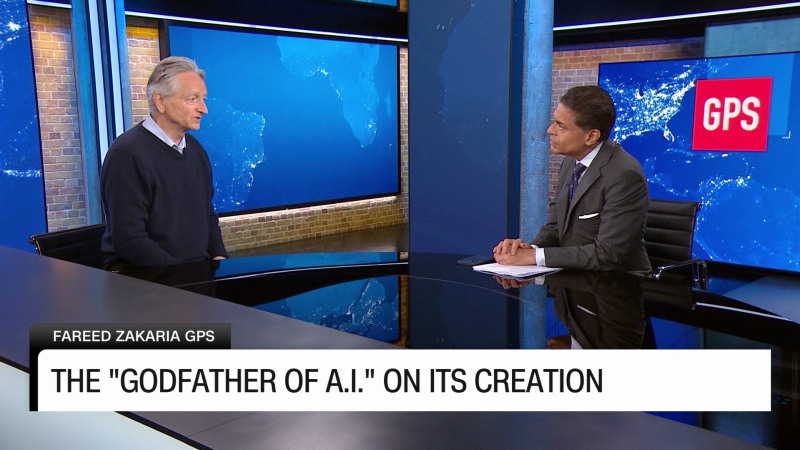 GPS
FAREED ZAKARIA GPS
THE "GODFATHER OF A.I." ON ITS CREATION